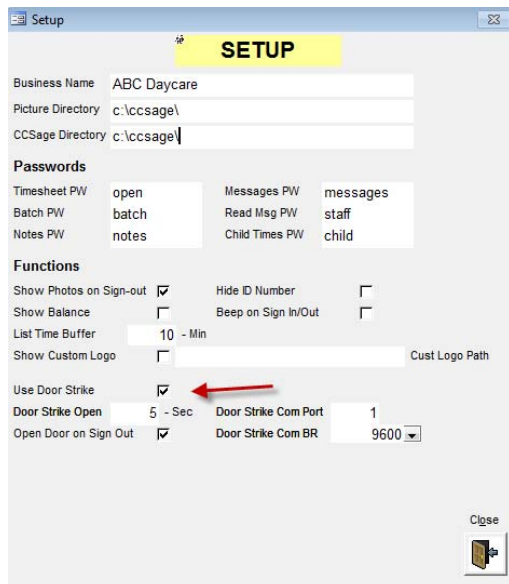 Setup
SETUP
Business Name ABC Daycare
Picture Directory c:\ccsage\
CCSage Directory c:\ccsage\
Passwords
Timesheet PW open Messages PW messages
Batch PW batch Read Msg PW staff
Notes PW notes Child Times PW child
Functions
Show Photos on Sign-out Hide ID Number
Show Balance Beep on Sign In/Out
List Time Buffer 10 - Min
Show Custom Logo Cust Logo Path
Use Door Strike
Door Strike Open 5 - Sec Door Strike Com Port 1
Open Door on Sign Out Door Strike Com BR 9600
Close